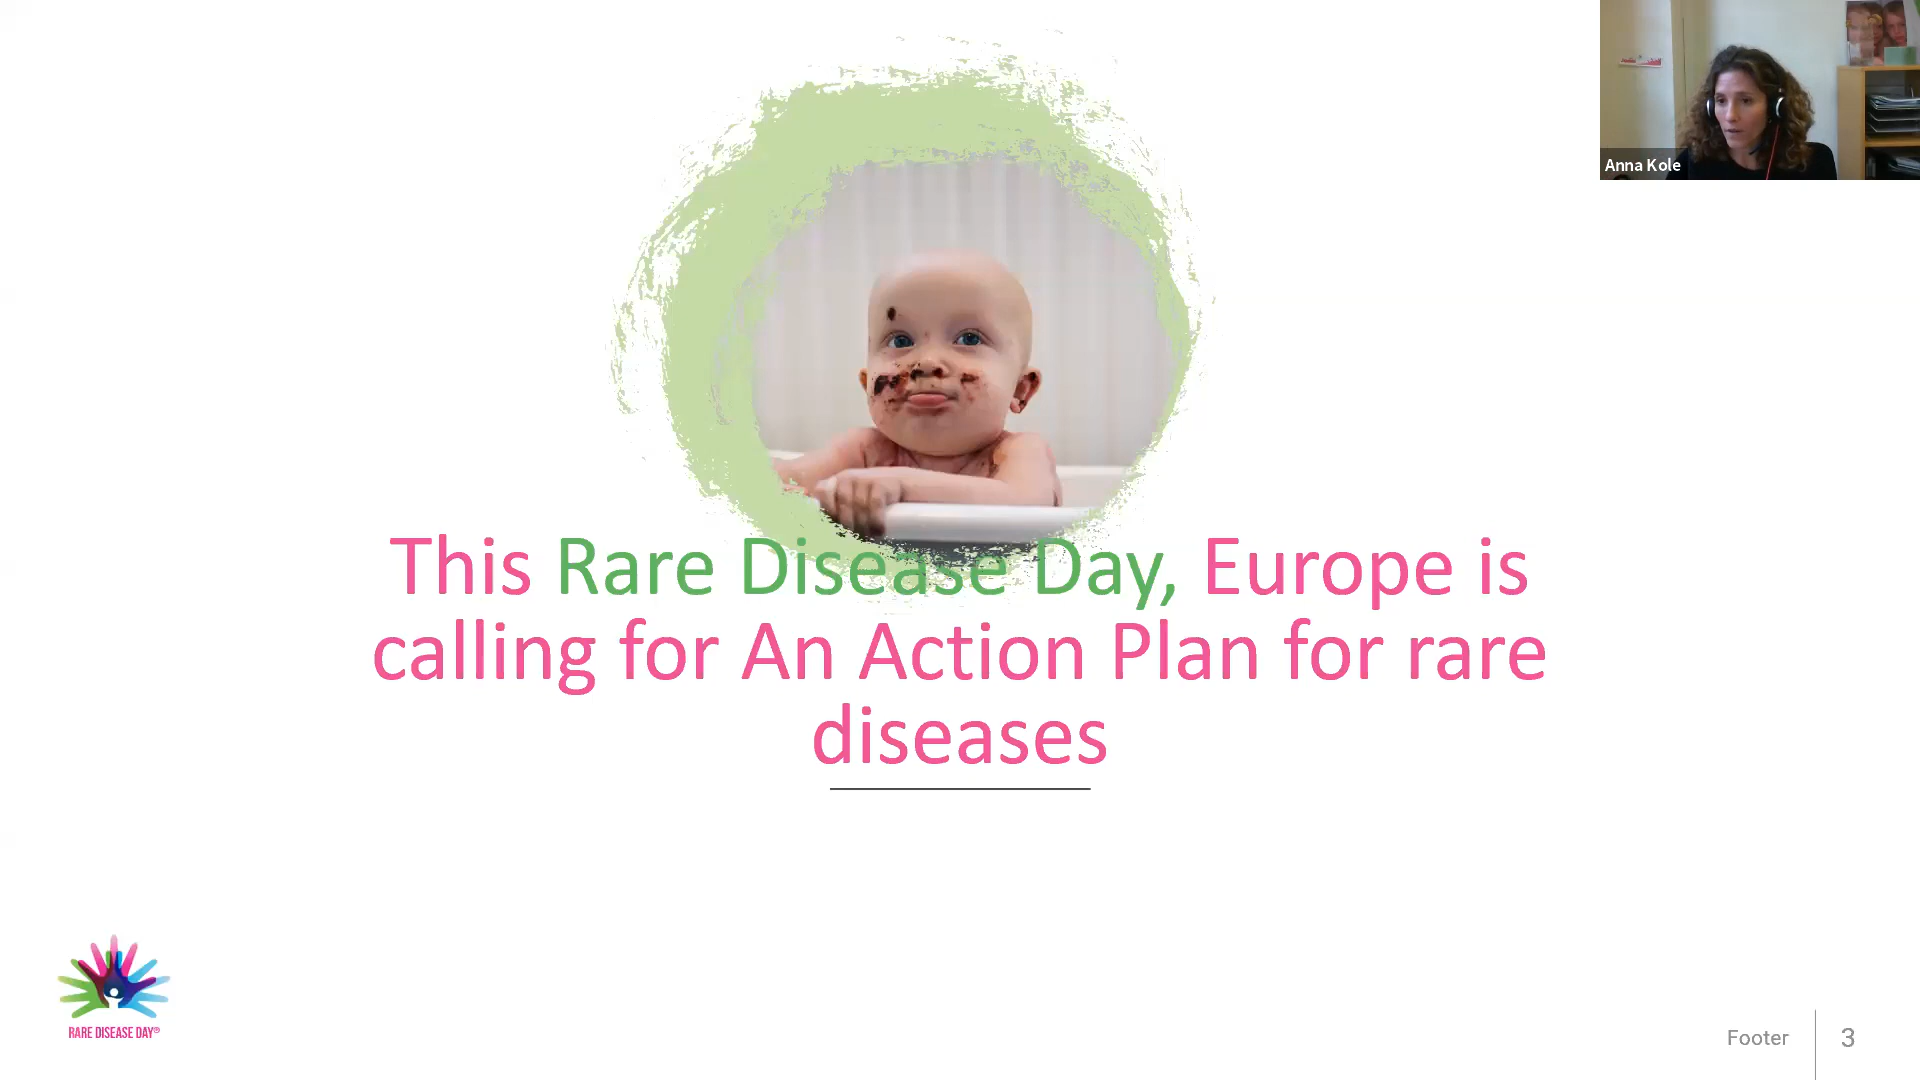 Anna Kole
This Rare Disease Day, Europe is
calling for An Action Plan for rare
diseases
RARE DISEASE DAY®
Footer
3